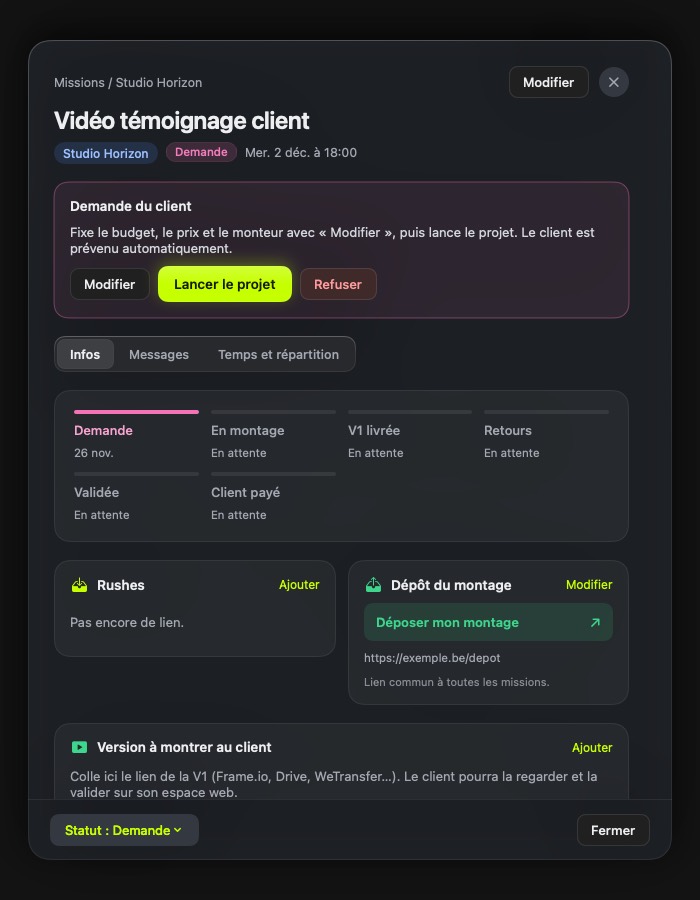 Missions / Studio Horizon
Modifier
Vidéo témoignage client
Studio Horizon
Demande
Mer. 2 déc. à 18:00
Demande du client
Fixe le budget, le prix et le monteur avec « Modifier », puis lance le projet. Le client est
prévenu automatiquement.
Modifier
Lancer le projet
Refuser
Infos
Messages
Temps et répartition
Demande
26 nov.
En montage
En attente
V1 livrée
En attente
Retours
En attente
Validée
En attente
Client payé
En attente
Rushes
Ajouter
Pas encore de lien.
Dépôt du montage
Modifier
Déposer mon montage
https://exemple.be/depot
Lien commun à toutes les missions.
Version à montrer au client
Ajouter
Colle ici le lien de la V1 (Frame.io, Drive, WeTransfer…). Le client pourra la regarder et la
valider sur son espace web.
Statut : Demande
Fermer